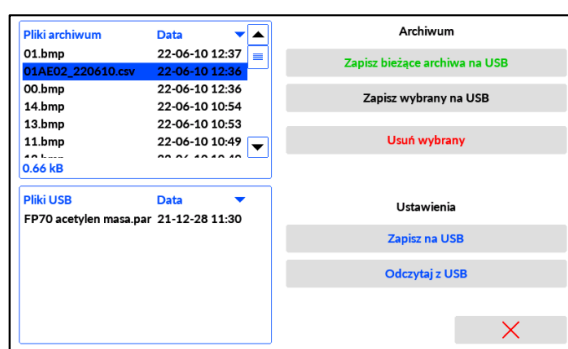 Pliki archiwum Data
01.bmp 22-06-10 12:37
01AE02_220610.csv 22-06-10 12:36
00.bmp 22-06-10 12:36
14.bmp 22-06-10 10:54
13.bmp 22-06-10 10:53
11.bmp 22-06-10 10:49
0.66 kB
Pliki USB Data
FP70 acetylen masa.par 21-12-28 11:30
Archiwum
Zapisz bieżące archiwa na USB
Zapisz wybrany na USB
Usuń wybrany
Ustawienia
Zapisz na USB
Odczytaj z USB